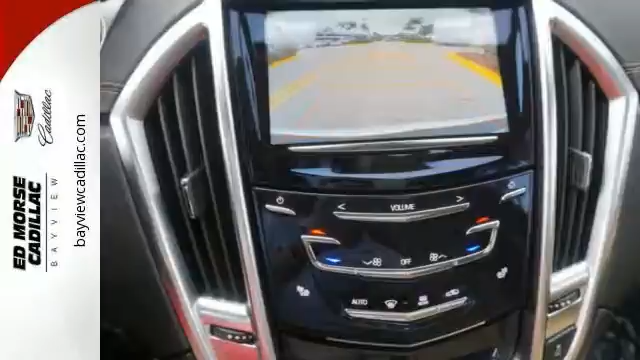 ED MORSE
CADILLAC
BAYVIEW
Cadillac
bayviewcadillac.com
< VOLUME >
OFF
AUTO